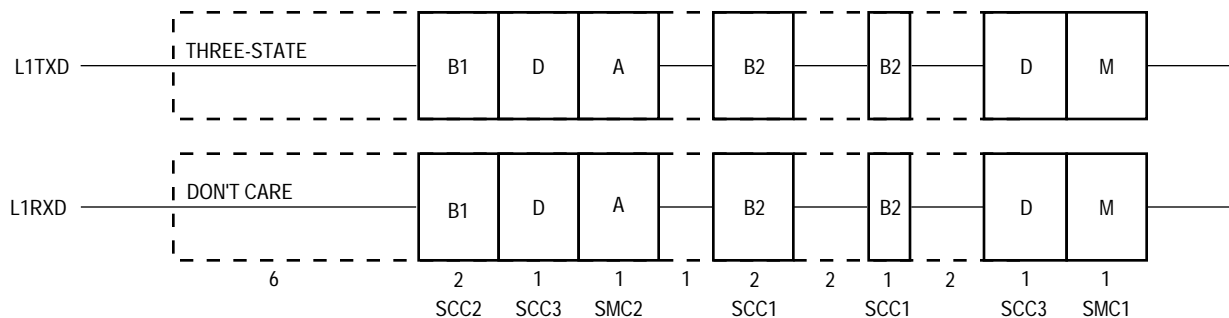 THREE-STATE
L1TXD B1 D A B2 B2 D M
DON'T CARE
L1RXD B1 D A B2 B2 D M
6 2 1 1 1 2 2 1 2 1 1
SCC2 SCC3 SMC2 SCC1 SCC1 SCC3 SMC1